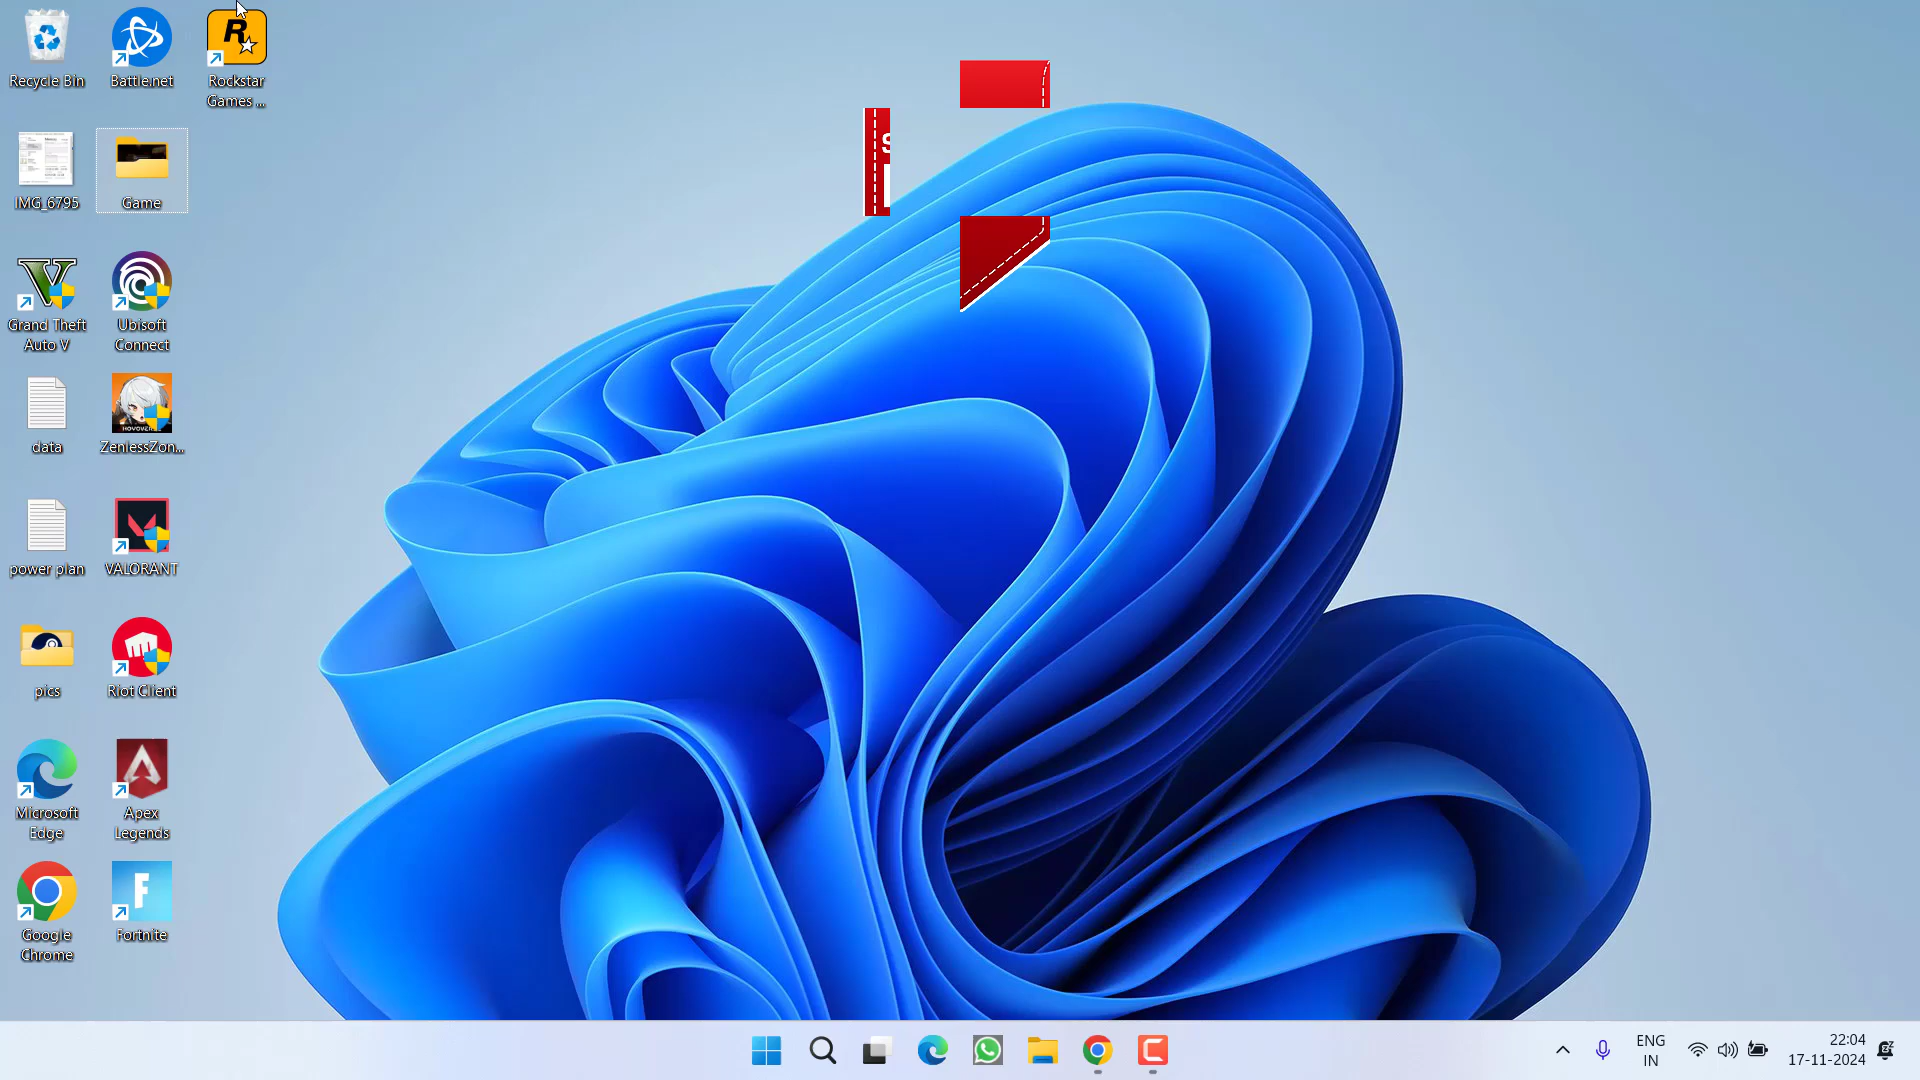 Recycle Bin
Battle.net
Rockstar
Games ...
IMG_6795
Game
Grand Theft
Auto V
Ubisoft
Connect
data
ZenlessZon...
power plan
VALORANT
pics
Riot Client
Microsoft
Edge
Apex
Legends
Google
Chrome
Fortnite
ENG
IN
22:04
17-11-2024